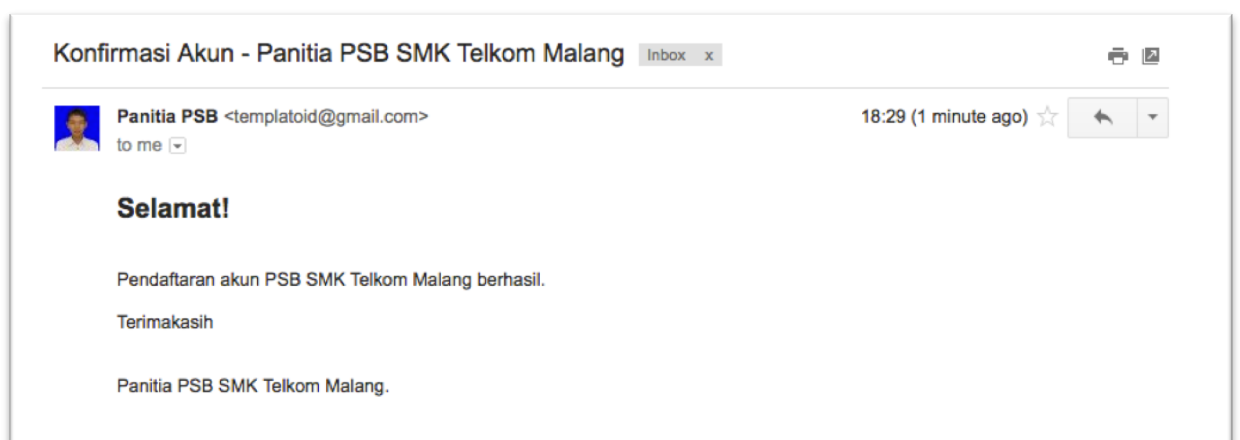 Konfirmasi Akun - Panitia PSB SMK Telkom Malang Inbox x
Panitia PSB <templatoid@gmail.com> 18:29 (1 minute ago)
to me
Selamat!
Pendaftaran akun PSB SMK Telkom Malang berhasil.
Terimakasih
Panitia PSB SMK Telkom Malang.